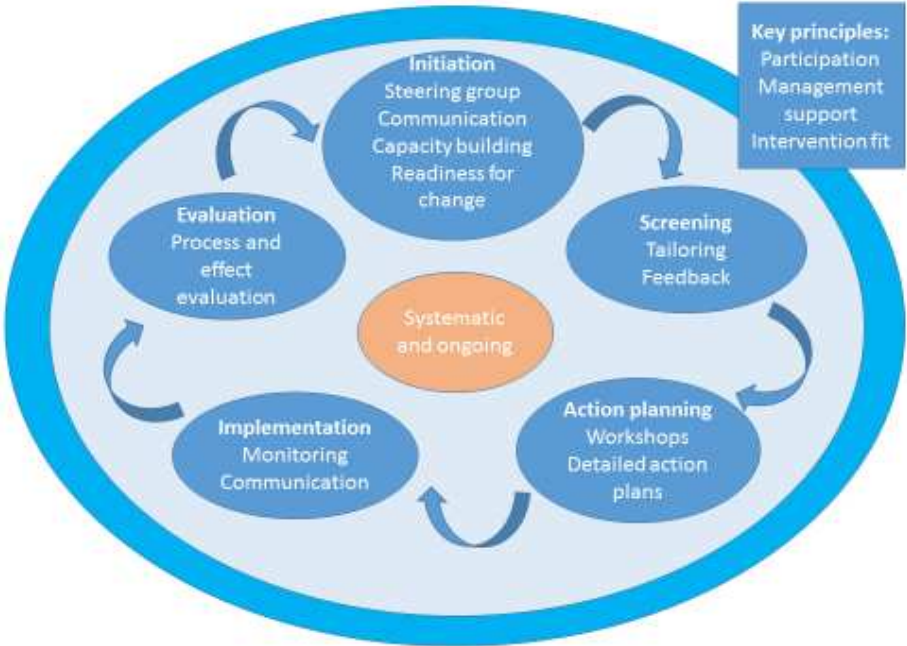 Key principles:
Participation
Management
support
Intervention fit
Initiation
Steering group
Communication
Capacity building
Readiness for
change
Screening
Tailoring
Feedback
Action planning
Workshops
Detailed action
plans
Implementation
Monitoring
Communication
Evaluation
Process and
effect
evaluation
Systematic
and ongoing